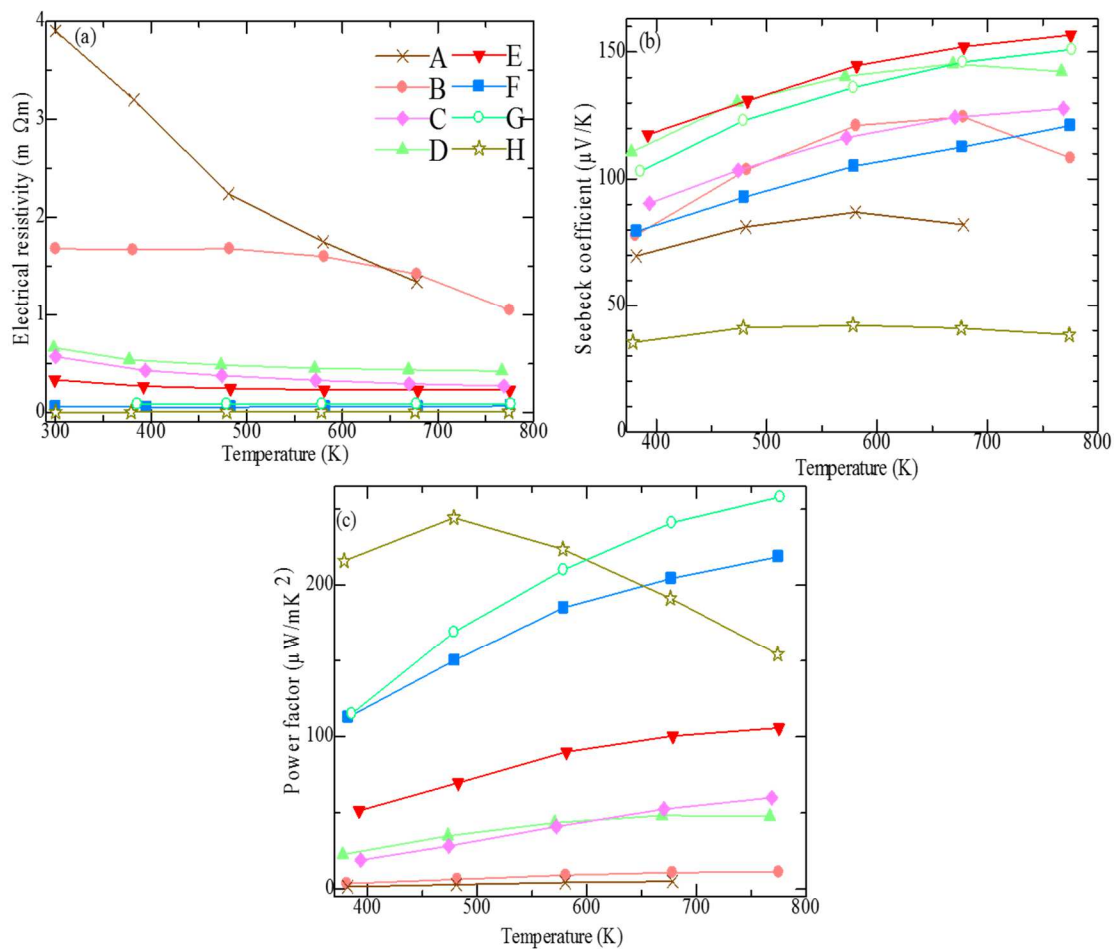 (a)
4
3
2
1
0
Electrical resistivity (m Ωm)
A
B
C
D
E
F
G
H
300 400 500 600 700 800
Temperature (K)
(b)
150
100
50
0
Seebeck coefficient (μV/K)
400 500 600 700 800
Temperature (K)
(c)
200
100
0
Power factor (μ W/mK 2)
400 500 600 700 800
Temperature (K)